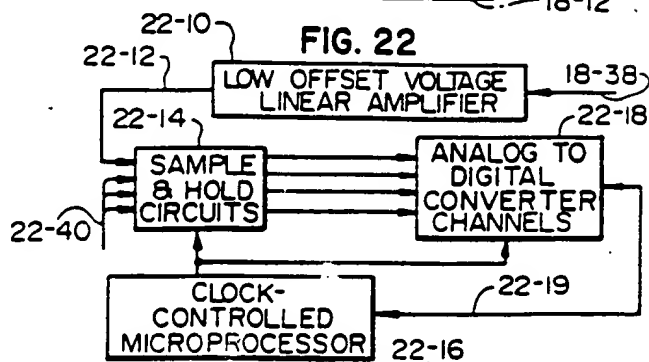 18-12
22-10
FIG. 22
22-12
LOW OFFSET VOLTAGE
LINEAR AMPLIFIER
18-38
22-14
22-18
SAMPLE
& HOLD
CIRCUITS
ANALOG TO
DIGITAL
CONVERTER
CHANNELS
22-40
22-19
CLOCK-
CONTROLLED
MICROPROCESSOR
22-16